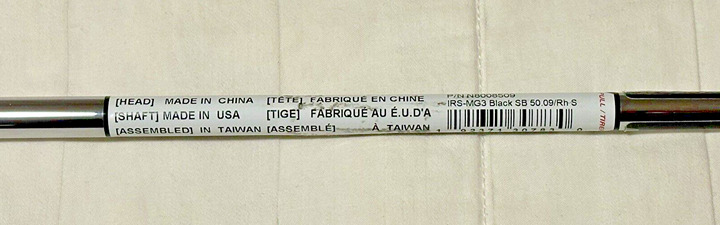 [HEAD] MADE IN CHINA [TÊTE] FABRIQUÉ EN CHINE
[SHAFT] MADE IN USA [TIGE] FABRIQUÉ AU É.U.D'A
[ASSEMBLED] IN TAIWAN [ASSEMBLÉ] À TAIWAN
P/N N8008509
IRS-MG3 Black SB 50.09/Rh S